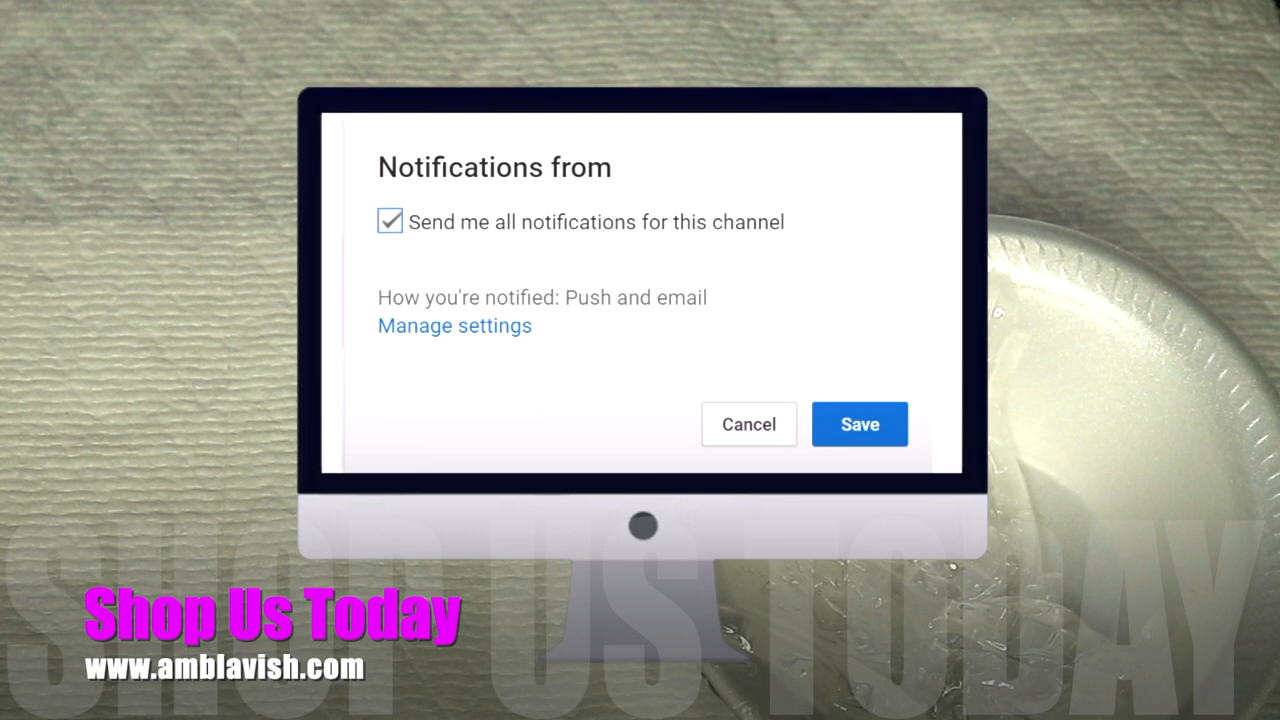 Notifications from
Send me all notifications for this channel
How you're notified: Push and email
Manage settings
Cancel
Save
SHOP US TODAY
Shop Us Today
www.amblavish.com